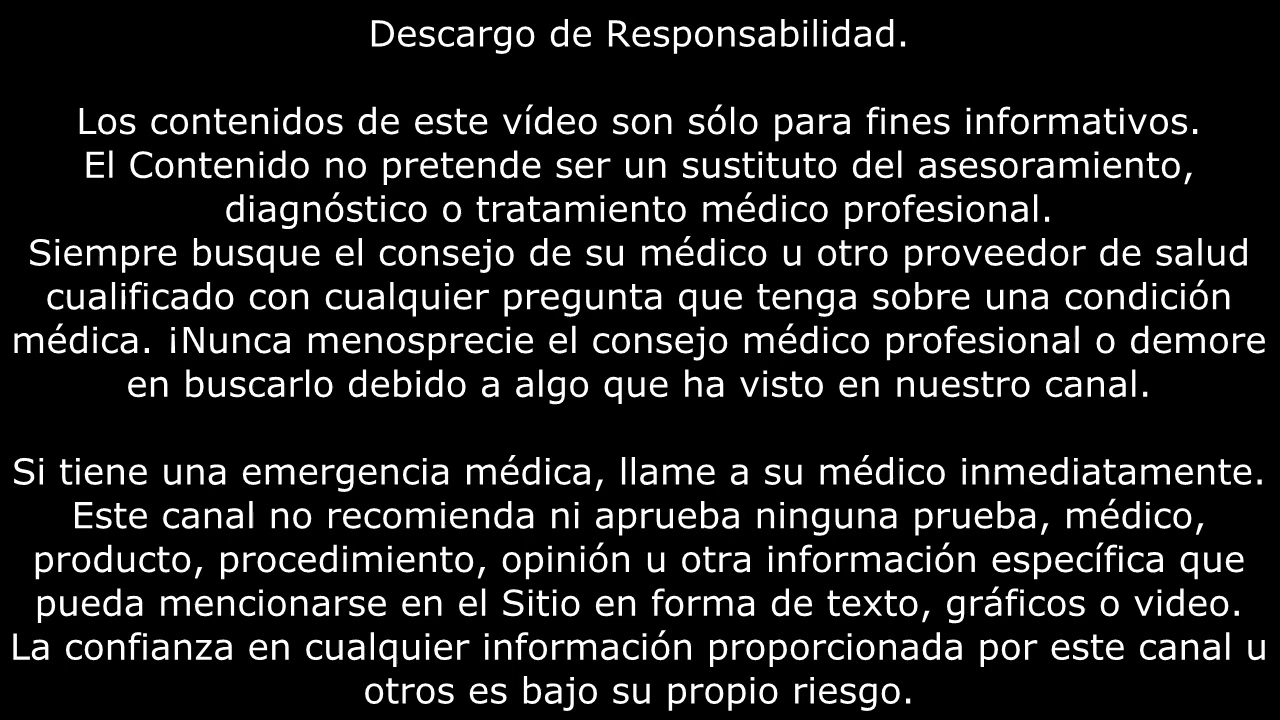 Descargo de Responsabilidad.
Los contenidos de este vídeo son sólo para fines informativos.
El Contenido no pretende ser un sustituto del asesoramiento,
diagnóstico o tratamiento médico profesional.
Siempre busque el consejo de su médico u otro proveedor de salud
cualificado con cualquier pregunta que tenga sobre una condición
médica. ¡Nunca menosprecie el consejo médico profesional o demore
en buscarlo debido a algo que ha visto en nuestro canal.
Si tiene una emergencia médica, llame a su médico inmediatamente.
Este canal no recomienda ni aprueba ninguna prueba, médico,
producto, procedimiento, opinión u otra información específica que
pueda mencionarse en el Sitio en forma de texto, gráficos o video.
La confianza en cualquier información proporcionada por este canal u
otros es bajo su propio riesgo.